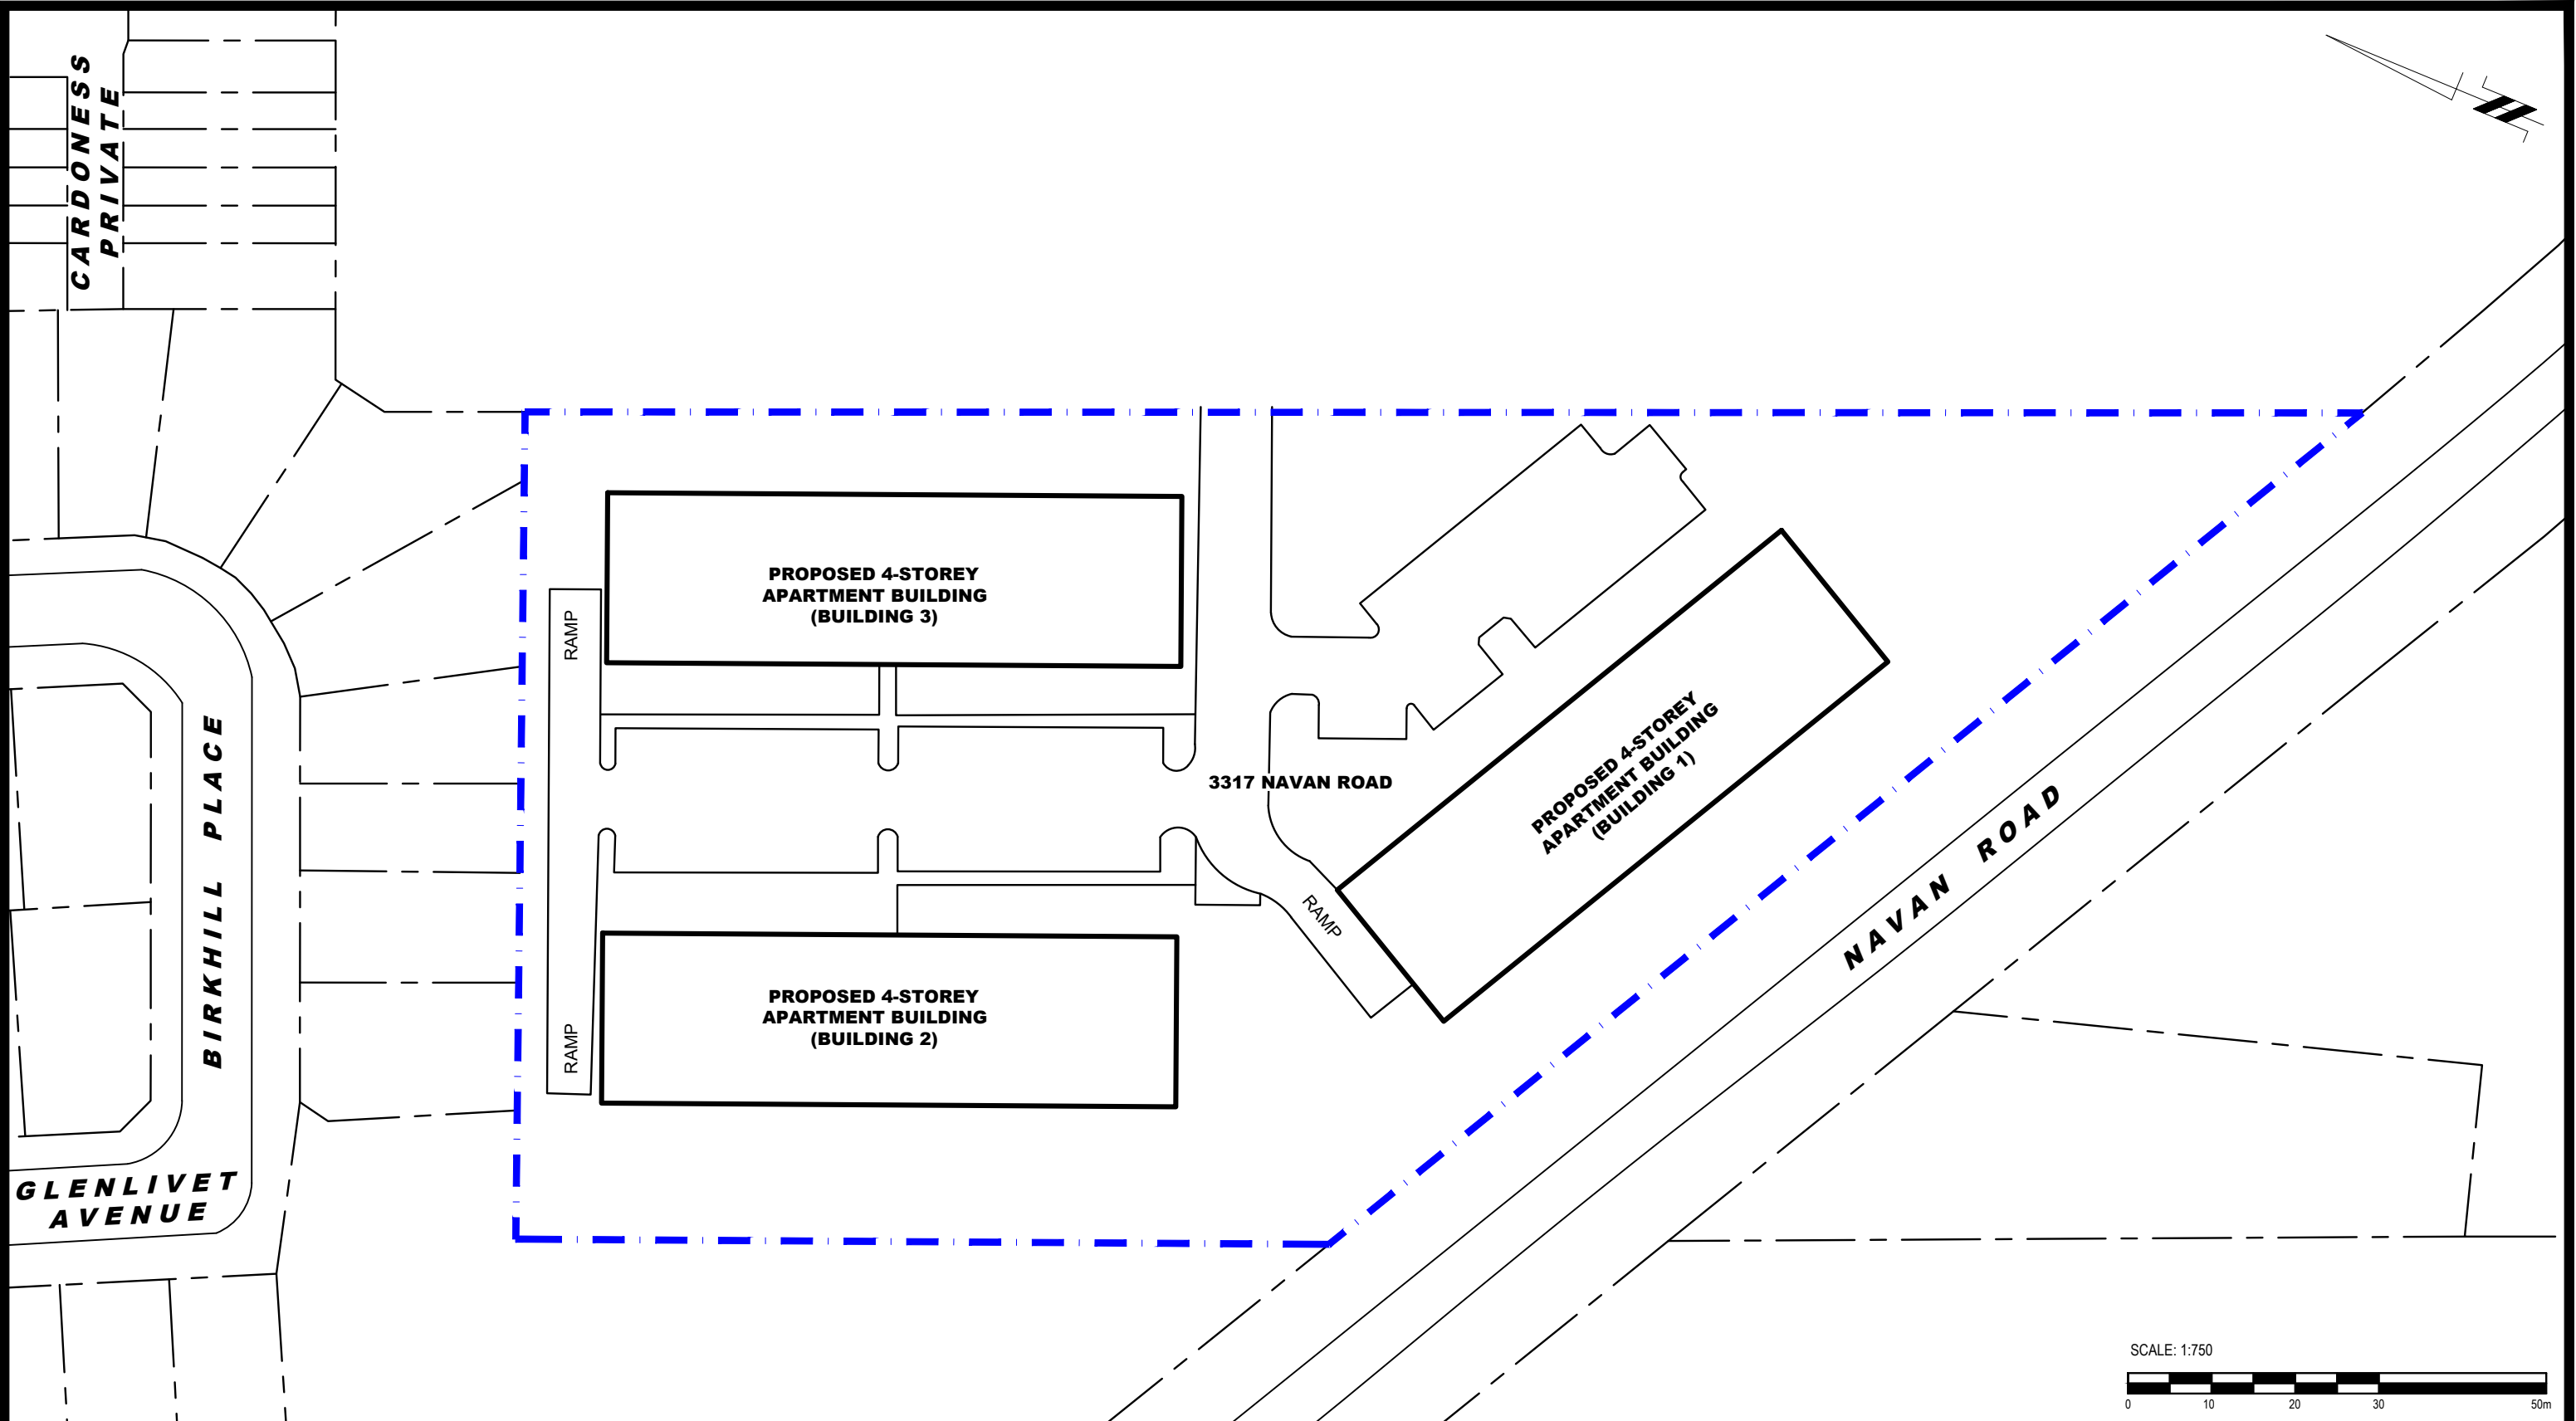 CARDONESS
PRIVATE
PROPOSED 4-STOREY
APARTMENT BUILDING
(BUILDING 3)
RAMP
PROPOSED 4-STOREY
APARTMENT BUILDING
(BUILDING 1)
3317 NAVAN ROAD
BIRKHILL PLACE
NAVAN ROAD
RAMP
PROPOSED 4-STOREY
APARTMENT BUILDING
(BUILDING 2)
RAMP
GLENLIVET
AVENUE
SCALE: 1:750
0 10 20 30 50m